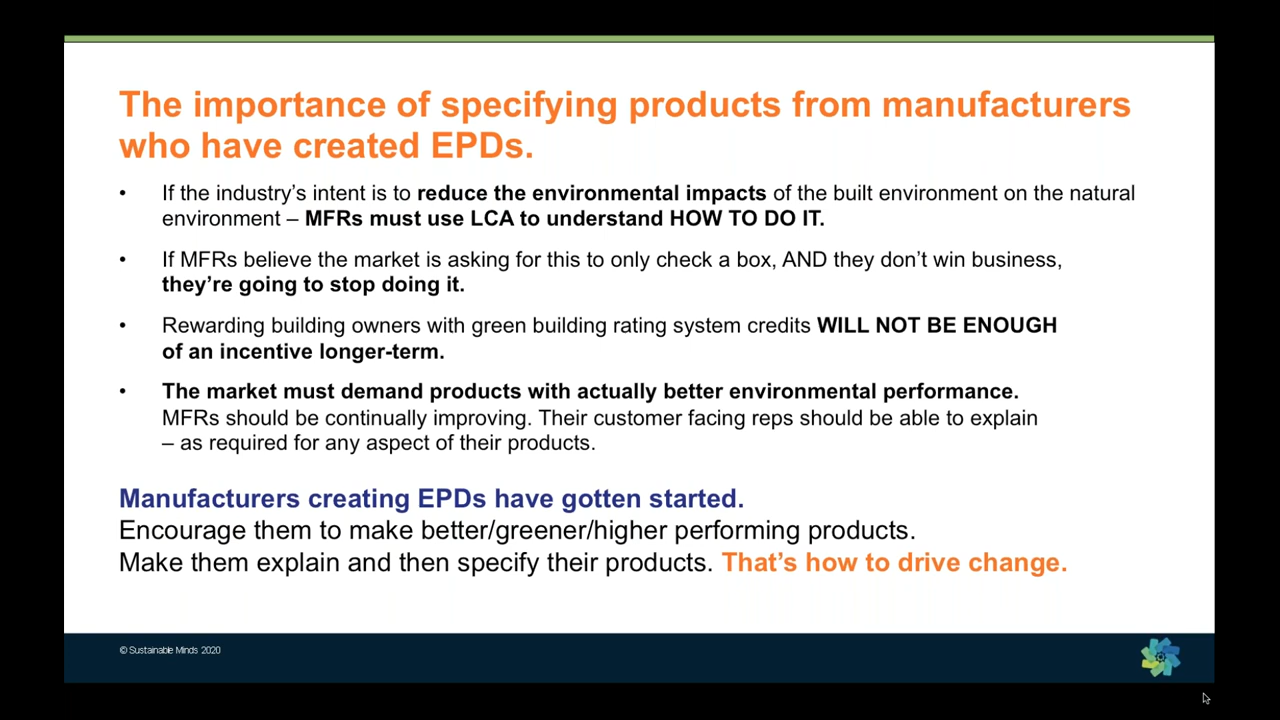 The importance of specifying products from manufacturers
who have created EPDs.
• If the industry's intent is to reduce the environmental impacts of the built environment on the natural
environment – MFRs must use LCA to understand HOW TO DO IT.
• If MFRs believe the market is asking for this to only check a box, AND they don't win business,
they're going to stop doing it.
• Rewarding building owners with green building rating system credits WILL NOT BE ENOUGH
of an incentive longer-term.
• The market must demand products with actually better environmental performance.
MFRs should be continually improving. Their customer facing reps should be able to explain
– as required for any aspect of their products.
Manufacturers creating EPDs have gotten started.
Encourage them to make better/greener/higher performing products.
Make them explain and then specify their products. That's how to drive change.
© Sustainable Minds 2020